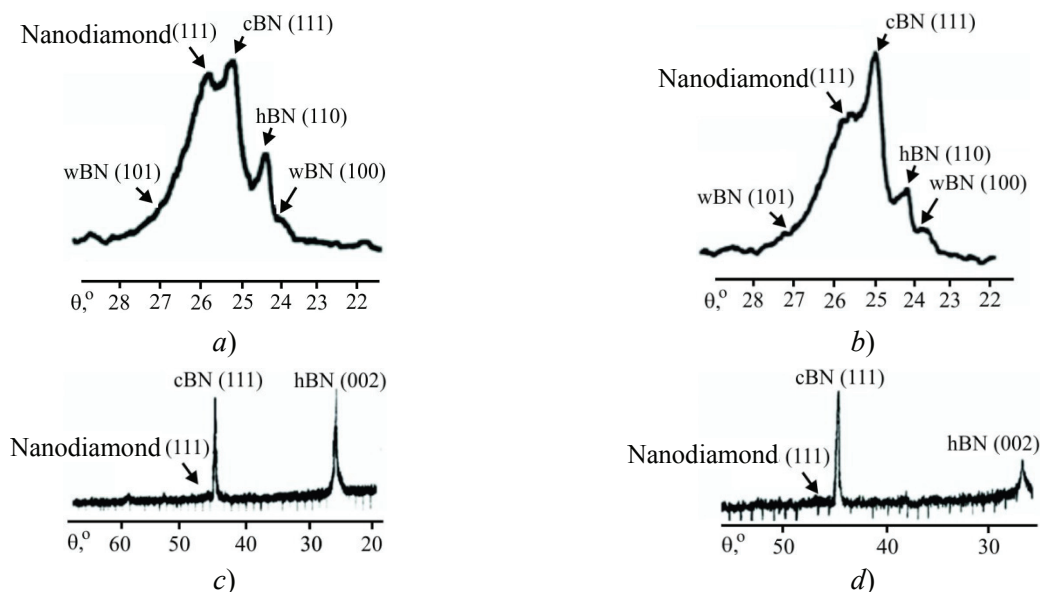 cBN (111)
Nanodiamond (111)
hBN (110)
wBN (101)
wBN (100)
θ,° 28 27 26 25 24 23 22
a)
cBN (111)
Nanodiamond (111)
hBN (110)
wBN (100)
wBN (101)
θ,° 28 27 26 25 24 23 22
b)
cBN (111) hBN (002)
Nanodiamond (111)
θ,° 60 50 40 30 20
c)
cBN (111)
hBN (002)
Nanodiamond (111)
θ,° 50 40 30
d)